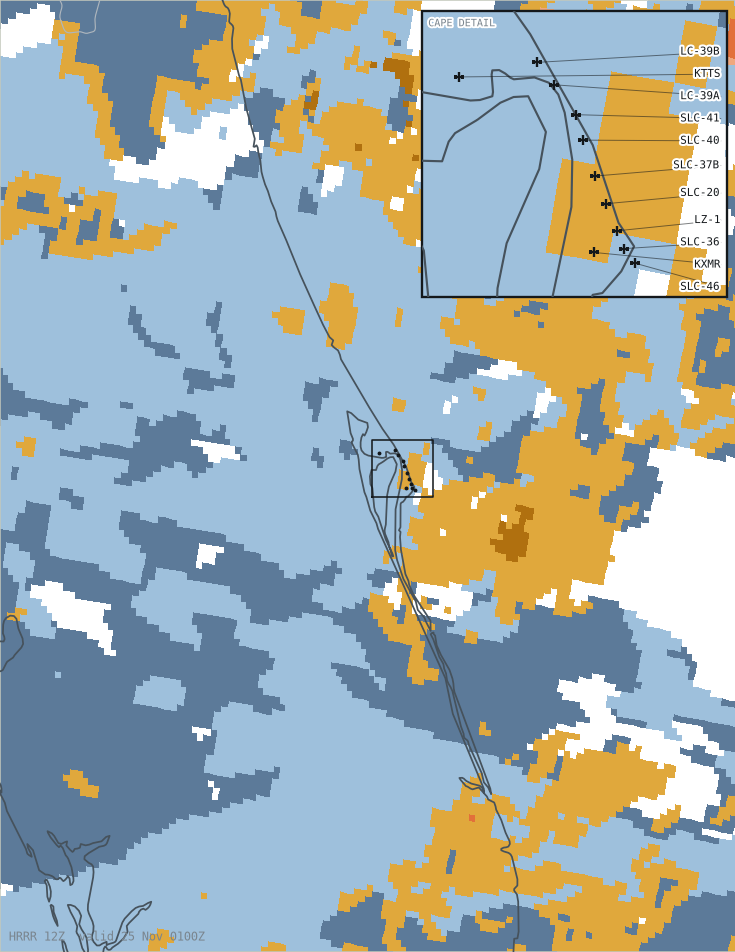 CAPE DETAIL
LC-39B
KTTS
LC-39A
SLC-41
SLC-40
SLC-37B
SLC-20
LZ-1
SLC-36
KXMR
SLC-46
HRRR 12Z valid 25 Nov 0100Z